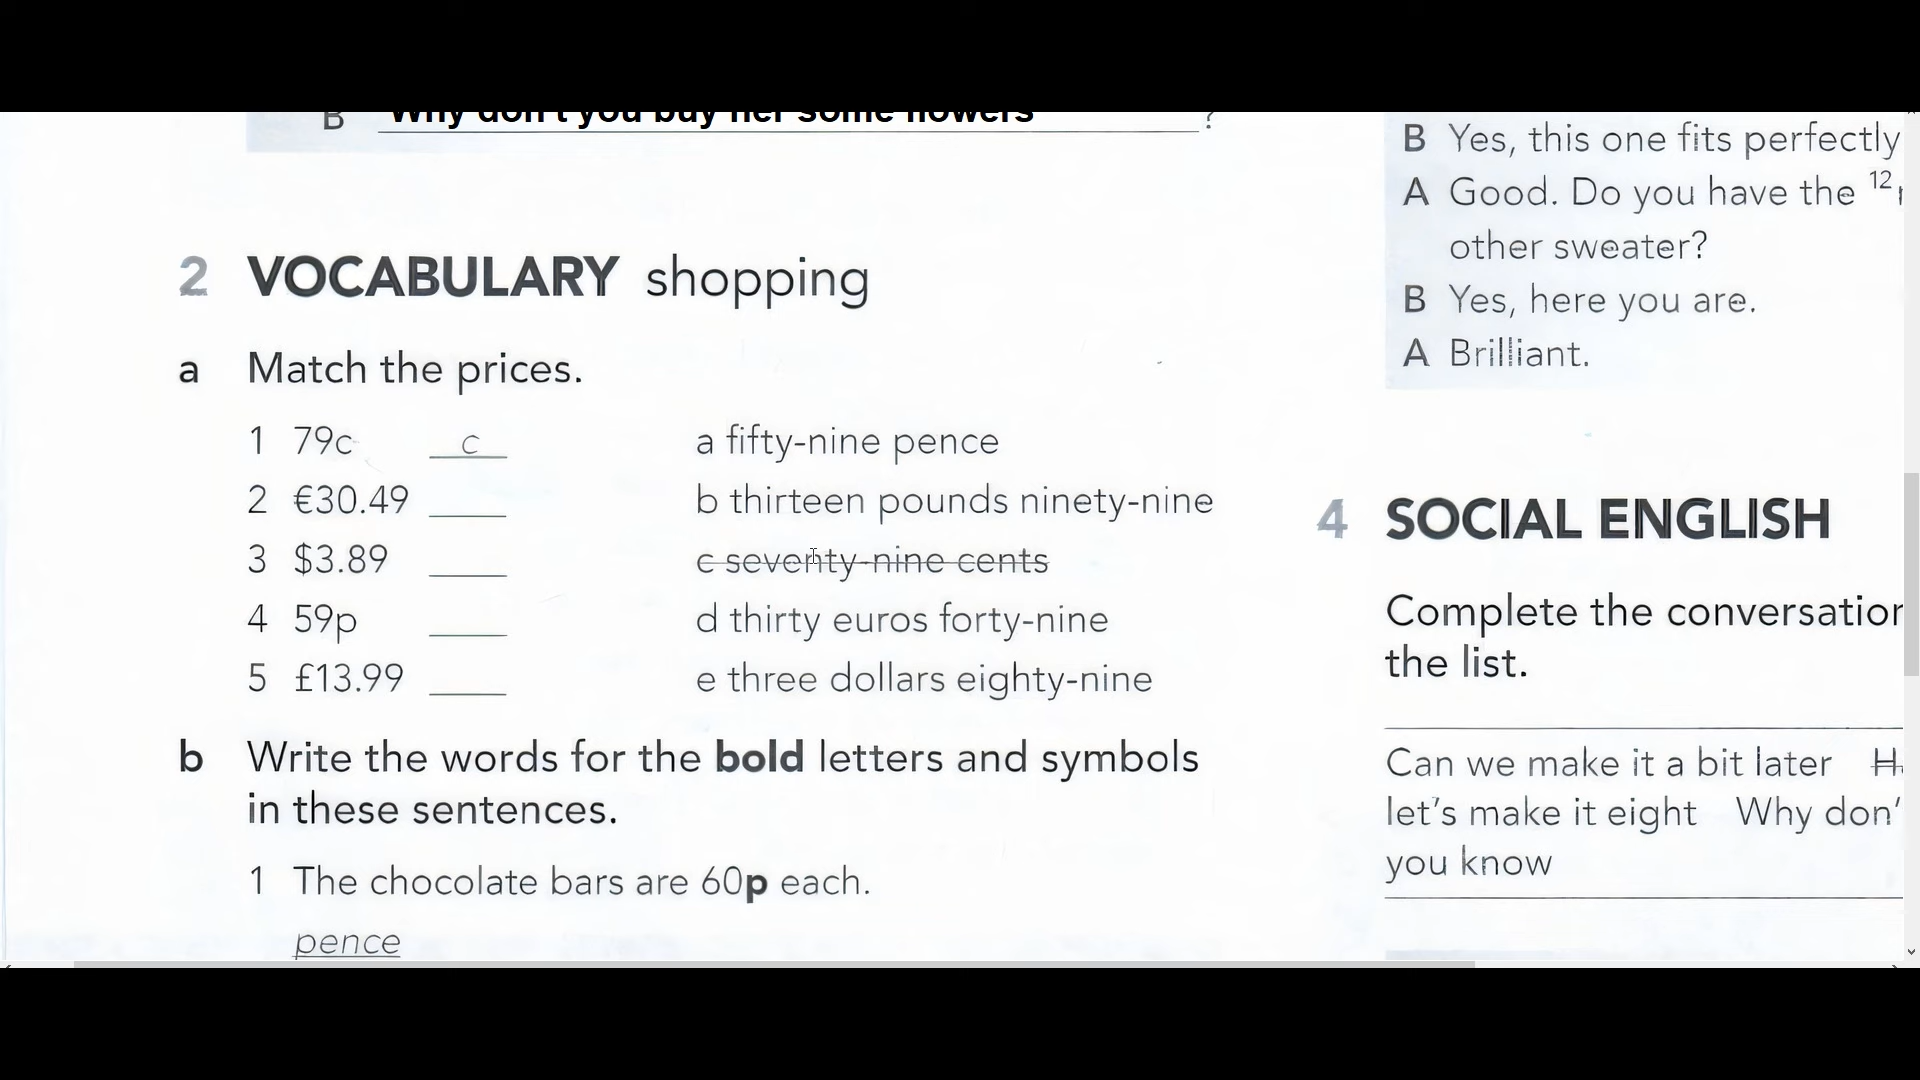 B Why don't you buy her some flowers ?
2 VOCABULARY shopping
a Match the prices.
1 79c c a fifty-nine pence
2 €30.49 b thirteen pounds ninety-nine
3 $3.89 c seventy-nine cents
4 59p d thirty euros forty-nine
5 £13.99 e three dollars eighty-nine
b Write the words for the bold letters and symbols
in these sentences.
1 The chocolate bars are 60p each.
pence
B Yes, this one fits perfectly
A Good. Do you have the 12
other sweater?
B Yes, here you are.
A Brilliant.
4 SOCIAL ENGLISH
Complete the conversation
the list.
Can we make it a bit later
let's make it eight Why don'
you know